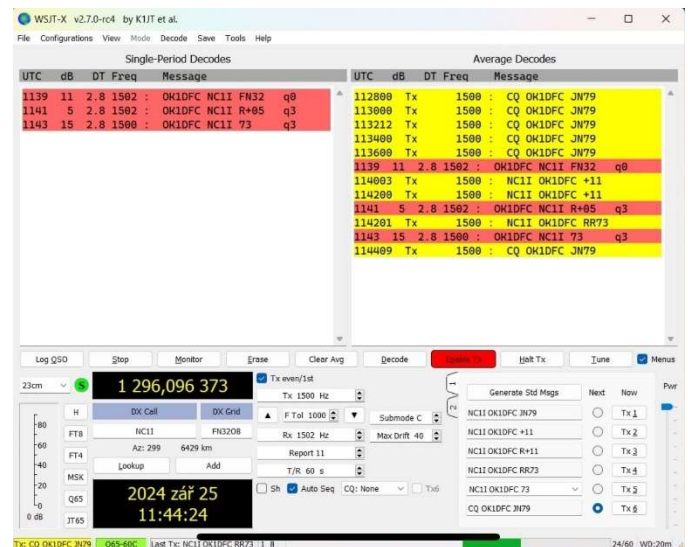 WSJT-X v2.7.0-rc4 by K1JT et al.
File Configurations View Mode Decode Save Tools Help
Single-Period Decodes
UTC dB DT Freq Message
1139 11 2.8 1502 : OK1DFC NC1I FN32 q0
1141 5 2.8 1502 : OK1DFC NC1I R+05 q3
1143 15 2.8 1500 : OK1DFC NC1I 73 q3
Average Decodes
UTC dB DT Freq Message
112800 Tx 1500 : CQ OK1DFC JN79
113000 Tx 1500 : CQ OK1DFC JN79
113212 Tx 1500 : CQ OK1DFC JN79
113400 Tx 1500 : CQ OK1DFC JN79
113600 Tx 1500 : CQ OK1DFC JN79
1139 11 2.8 1502 : OK1DFC NC1I FN32 q0
114003 Tx 1500 : NC1I OK1DFC +11
114200 Tx 1500 : NC1I OK1DFC +11
1141 5 2.8 1502 : OK1DFC NC1I R+05 q3
114201 Tx 1500 : NC1I OK1DFC RR73
1143 15 2.8 1500 : OK1DFC NC1I 73 q3
114409 Tx 1500 : CQ OK1DFC JN79
Log QSO Stop Monitor Erase Clear Avg Decode Enable Tx Halt Tx Tune Menus
23cm S 1 296,096 373
DX Call DX Grid
NC1I FN32OB
Az: 299 6429 km
Lookup Add
2024 zář 25
11:44:24
-80
-60
-40
-20
0
0 dB
H
FT8
FT4
MSK
Q65
JT65
Tx even/1st
Tx 1500 Hz
F Tol 1000
Rx 1502 Hz
Report 11
T/R 60 s
Submode C
Max Drift 40
Sh Auto Seq CQ: None Tx6
1
2
Generate Std Msgs Next Now
NC1I OK1DFC JN79 Tx 1
NC1I OK1DFC +11 Tx 2
NC1I OK1DFC R+11 Tx 3
NC1I OK1DFC RR73 Tx 4
NC1I OK1DFC 73 Tx 5
CQ OK1DFC JN79 Tx 6
Pwr
Tx: CQ OK1DFC JN79 Q65-60C Last Tx: NC1I OK1DFC RR73 1 8 24/60 WD:20m